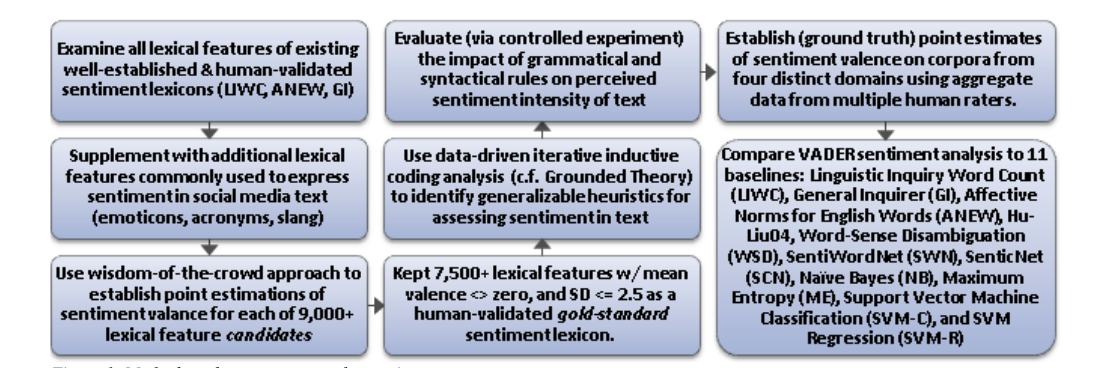 Examine all lexical features of existing
well-established & human-validated
sentiment lexicons (LIWC, ANEW, GI)
Supplement with additional lexical
features commonly used to express
sentiment in social media text
(emoticons, acronyms, slang)
Use wisdom-of-the-crowd approach to
establish point estimations of
sentiment valance for each of 9,000+
lexical feature candidates
Kept 7,500+ lexical features w/ mean
valence <> zero, and SD <= 2.5 as a
human-validated gold-standard
sentiment lexicon.
Use data-driven iterative inductive
coding analysis (c.f. Grounded Theory)
to identify generalizable heuristics for
assessing sentiment in text
Evaluate (via controlled experiment)
the impact of grammatical and
syntactical rules on perceived
sentiment intensity of text
Establish (ground truth) point estimates
of sentiment valence on corpora from
four distinct domains using aggregate
data from multiple human raters.
Compare VADER sentiment analysis to 11
baselines: Linguistic Inquiry Word Count
(LIWC), General Inquirer (GI), Affective
Norms for English Words (ANEW), Hu-
Liu04, Word-Sense Disambiguation
(WSD), SentiWordNet (SWN), SenticNet
(SCN), Naïve Bayes (NB), Maximum
Entropy (ME), Support Vector Machine
Classification (SVM-C), and SVM
Regression (SVM-R)